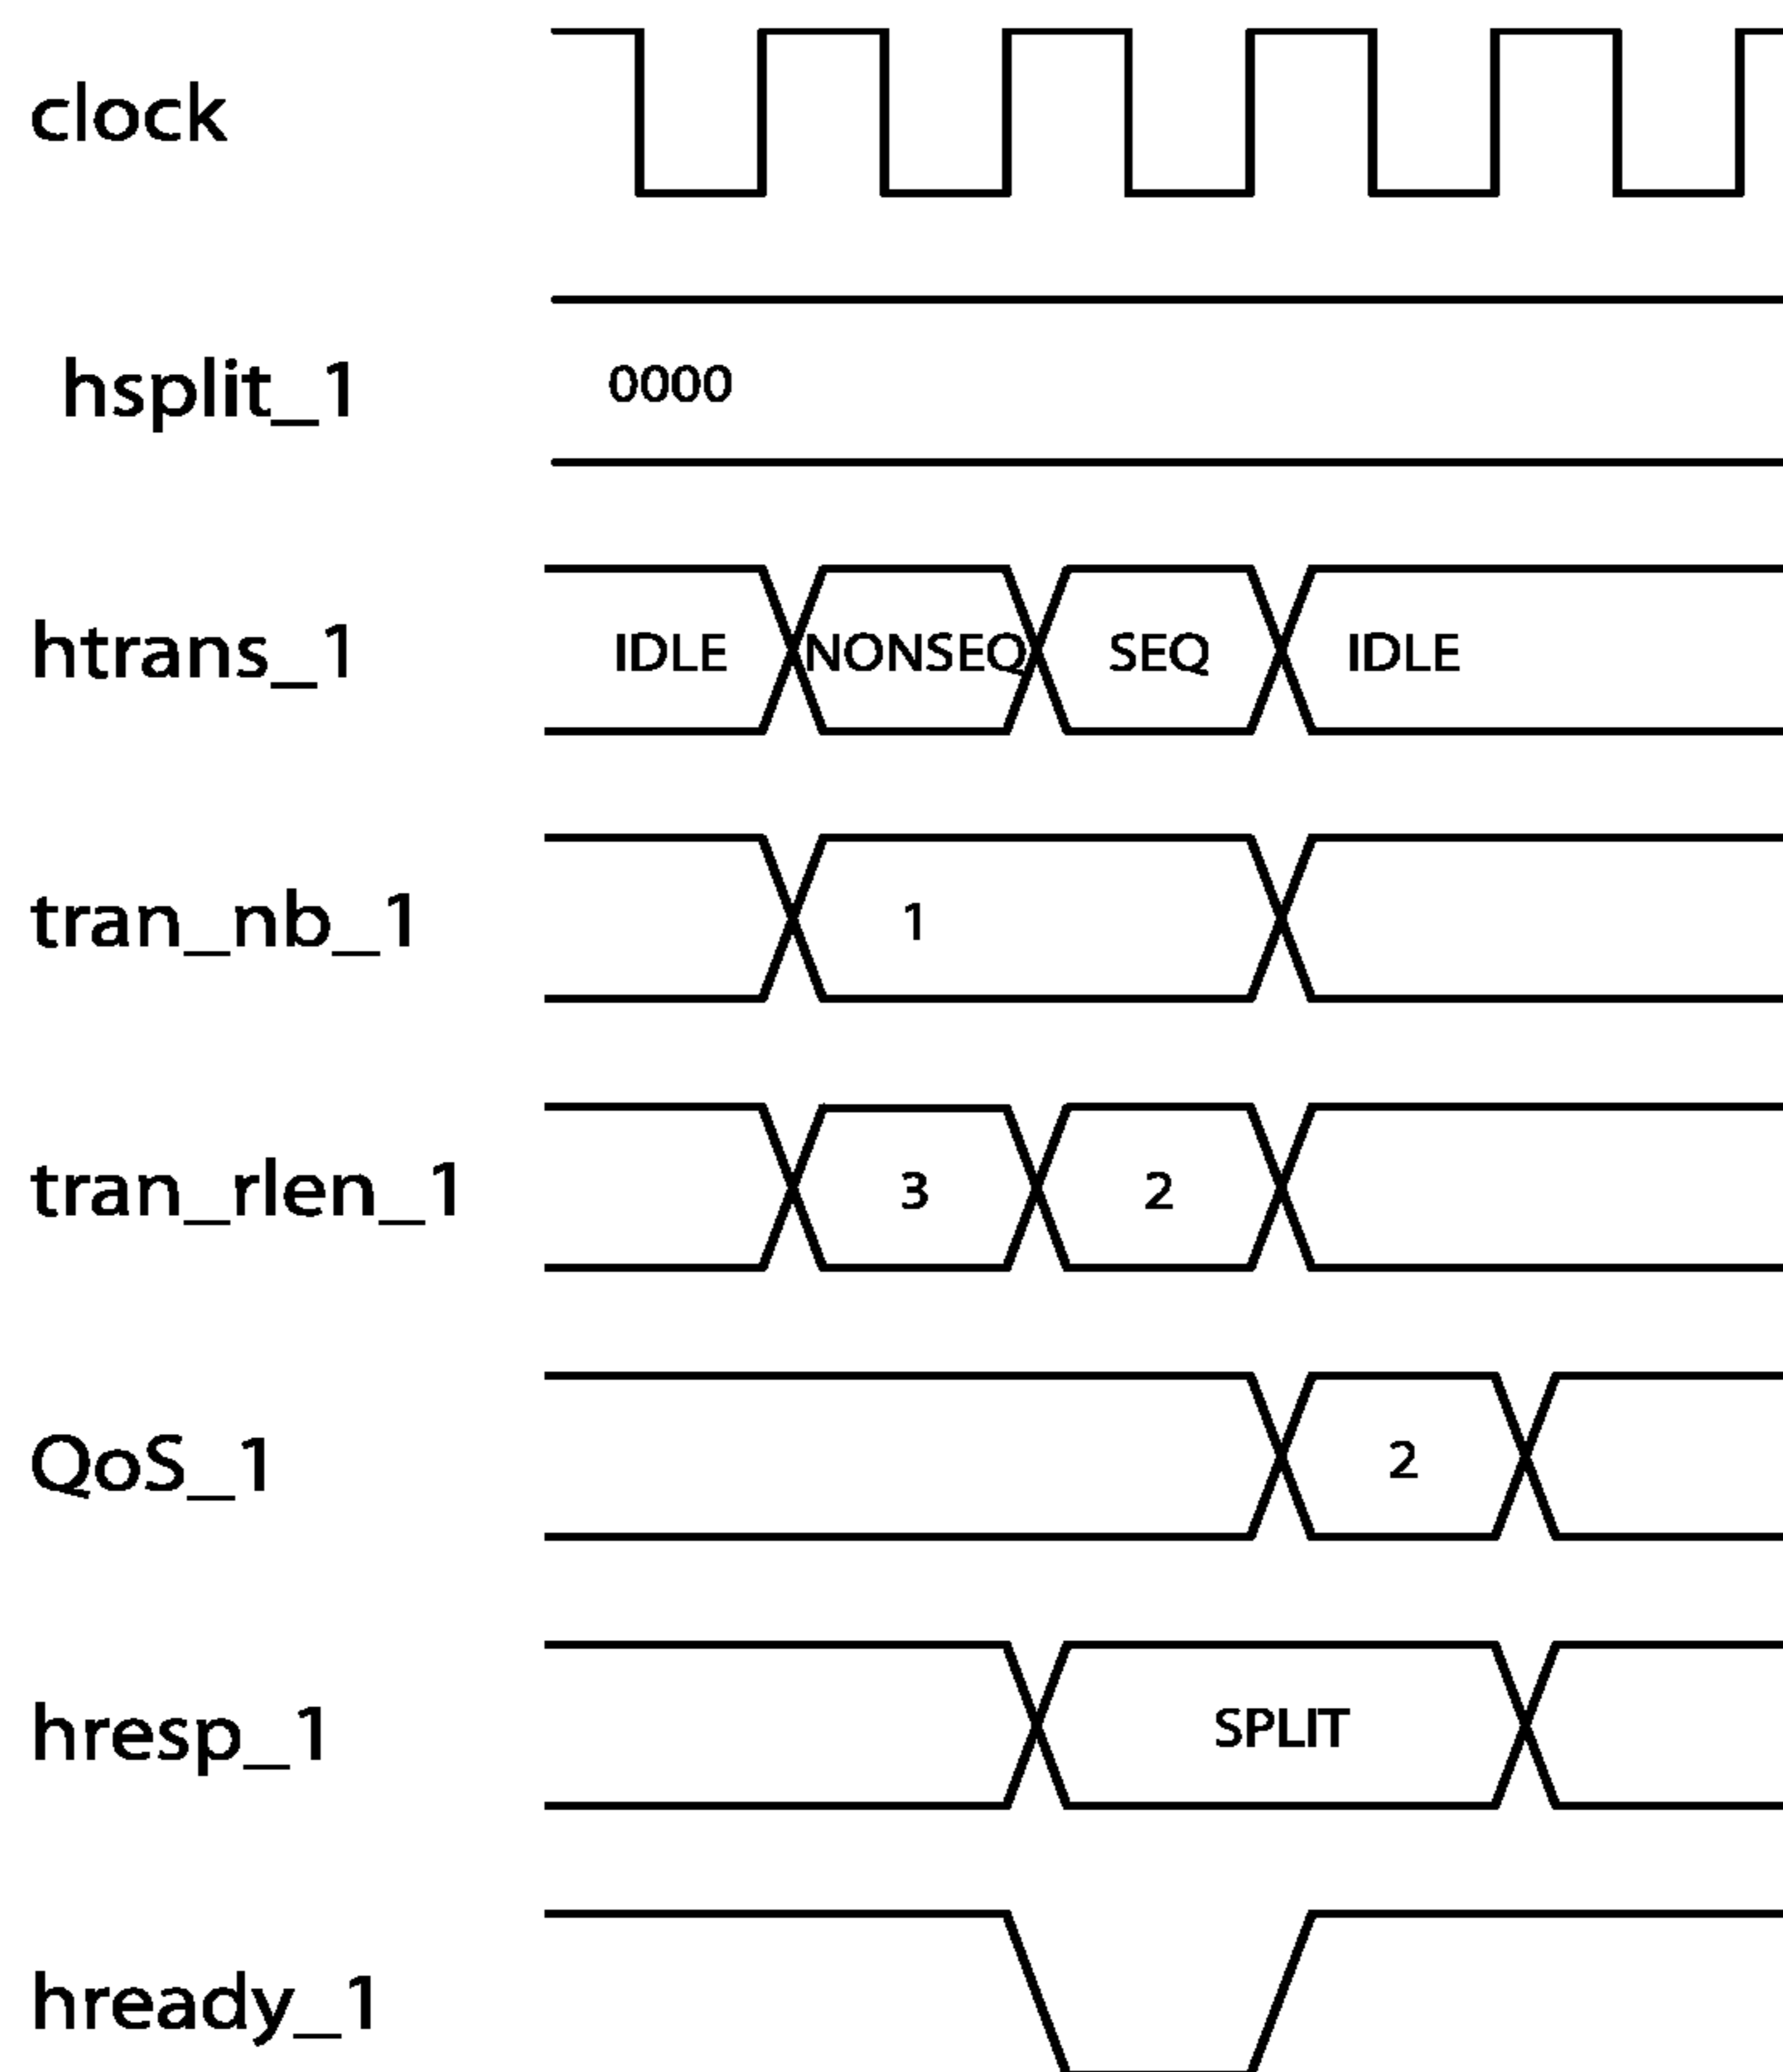 clock
hsplit_1 0000
htrans_1 IDLE NONSEQ SEQ IDLE
tran_nb_1 1
tran_rlen_1 3 2
QoS_1 2
hresp_1 SPLIT
hready_1